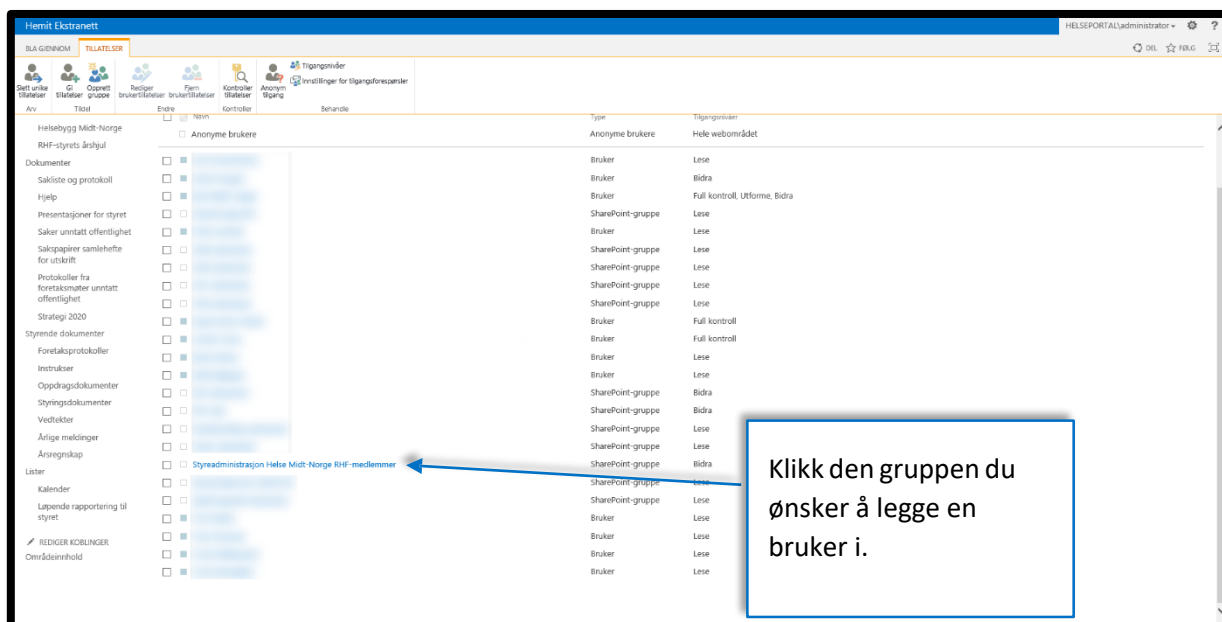 Hemit Ekstranett HELSEPORTAL\administrator ?
BLA GJENNOM TILLATELSER DEL FØLG
Slett unike tillatelser
Gi tillatelser
Opprett gruppe
Rediger brukertillatelser
Fjern brukertillatelser
Kontroller tillatelser
Anonym tilgang
Tilgangsnivåer
Innstillinger for tilgangsforespørsler
Arv Tildel Endre Kontroller Behandle
Navn Type Tilgangsnivåer
Anonyme brukere Anonyme brukere Hele webområdet
Helsebygg Midt-Norge
RHF-styrets årshjul
Dokumenter
Sakliste og protokoll
Hjelp
Presentasjoner for styret
Saker unntatt offentlighet
Sakspapirer samlehefte
for utskrift
Protokoller fra
foretaksmøter unntatt
offentlighet
Strategi 2020
Styrende dokumenter
Foretaksprotokoller
Instrukser
Oppdragsdokumenter
Styringsdokumenter
Vedtekter
Årlige meldinger
Årsregnskap
Lister
Kalender
Løpende rapportering til
styret
REDIGER KOBLINGER
Områdeinnhold
Bruker Lese
Bruker Bidra
Bruker Full kontroll, Utforme, Bidra
SharePoint-gruppe Lese
Bruker Lese
SharePoint-gruppe Lese
SharePoint-gruppe Lese
SharePoint-gruppe Lese
SharePoint-gruppe Lese
Bruker Full kontroll
Bruker Full kontroll
Bruker Lese
Bruker Lese
SharePoint-gruppe Bidra
SharePoint-gruppe Bidra
SharePoint-gruppe Lese
SharePoint-gruppe Lese
Styreadministrasjon Helse Midt-Norge RHF-medlemmer SharePoint-gruppe Bidra
SharePoint-gruppe Lese
SharePoint-gruppe Lese
Bruker Lese
Bruker Lese
Bruker Lese
Bruker Lese
Klikk den gruppen du
ønsker å legge en
bruker i.